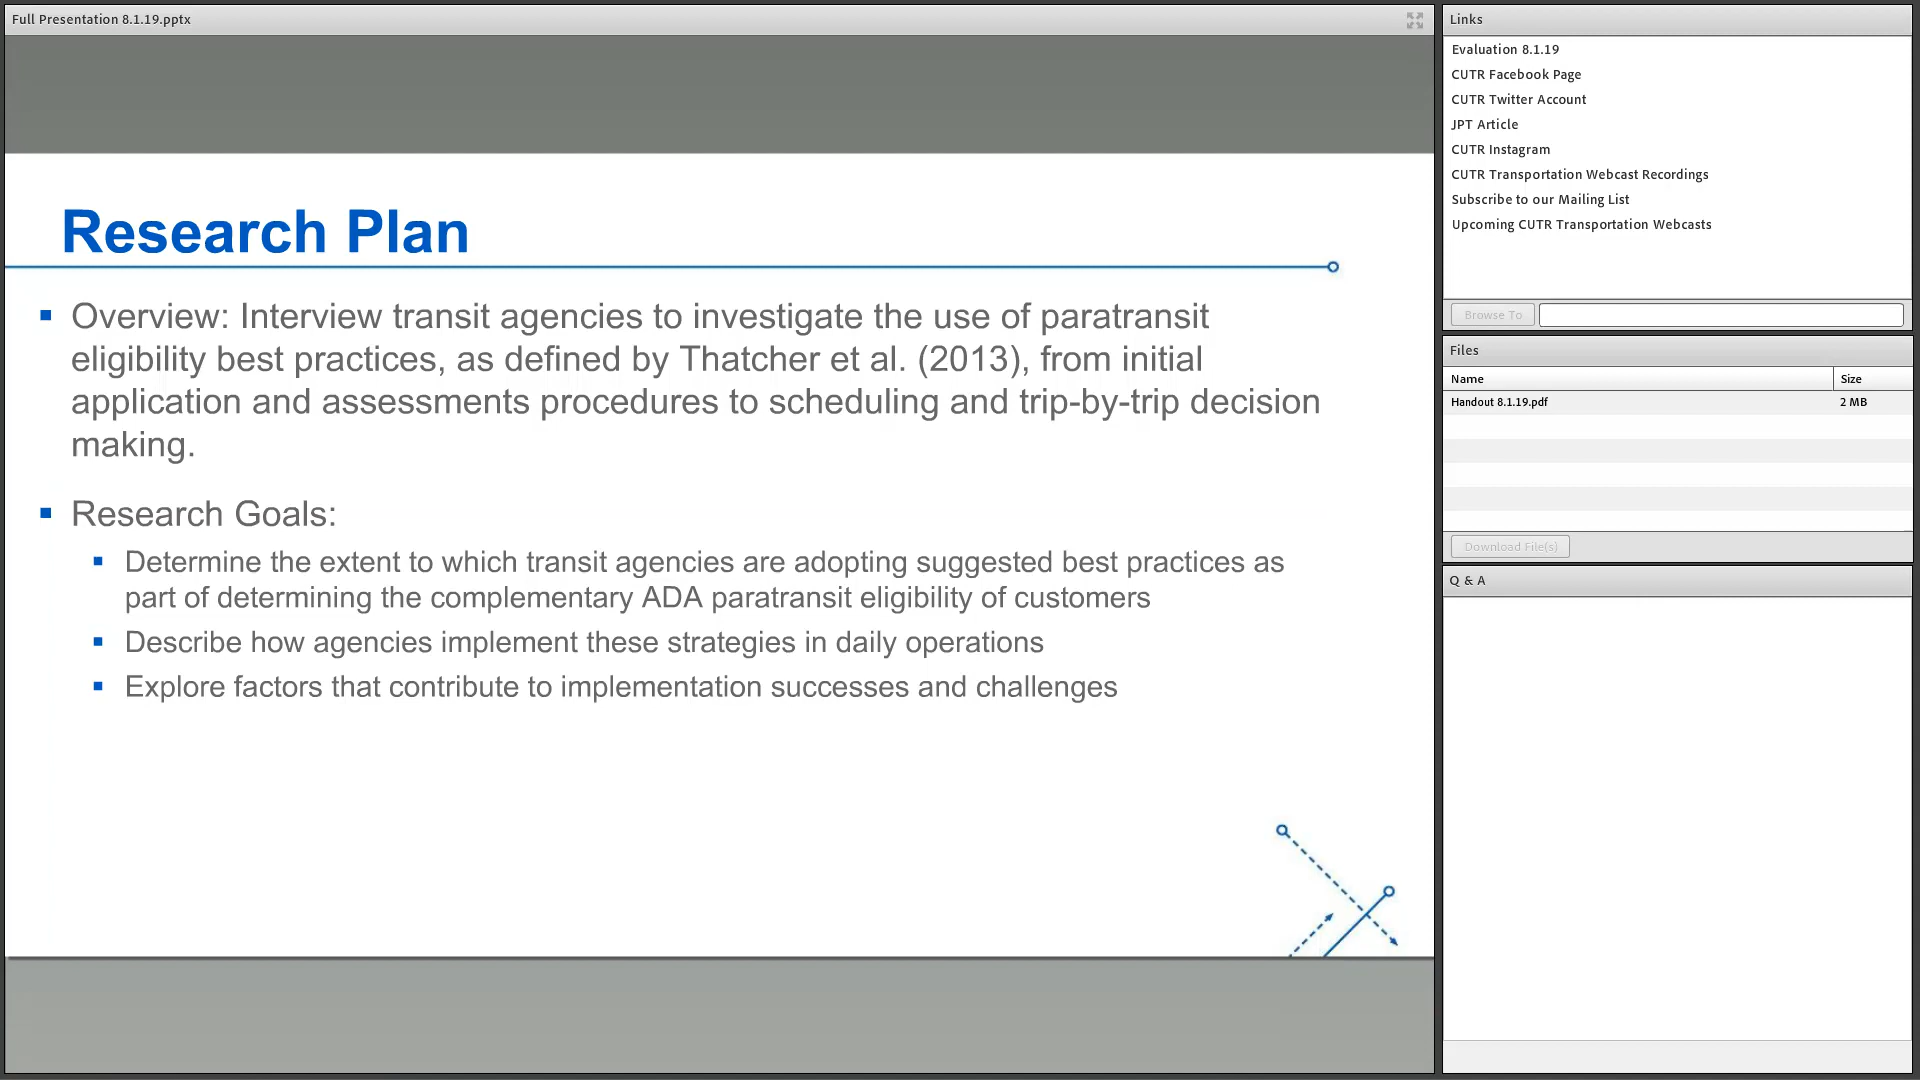 Full Presentation 8.1.19.pptx
Research Plan
Overview: Interview transit agencies to investigate the use of paratransit
eligibility best practices, as defined by Thatcher et al. (2013), from initial
application and assessments procedures to scheduling and trip-by-trip decision
making.
Research Goals:
Determine the extent to which transit agencies are adopting suggested best practices as
part of determining the complementary ADA paratransit eligibility of customers
Describe how agencies implement these strategies in daily operations
Explore factors that contribute to implementation successes and challenges
Links
Evaluation 8.1.19
CUTR Facebook Page
CUTR Twitter Account
JPT Article
CUTR Instagram
CUTR Transportation Webcast Recordings
Subscribe to our Mailing List
Upcoming CUTR Transportation Webcasts
Browse To
Files
Name Size
Handout 8.1.19.pdf 2 MB
Download File(s)
Q & A